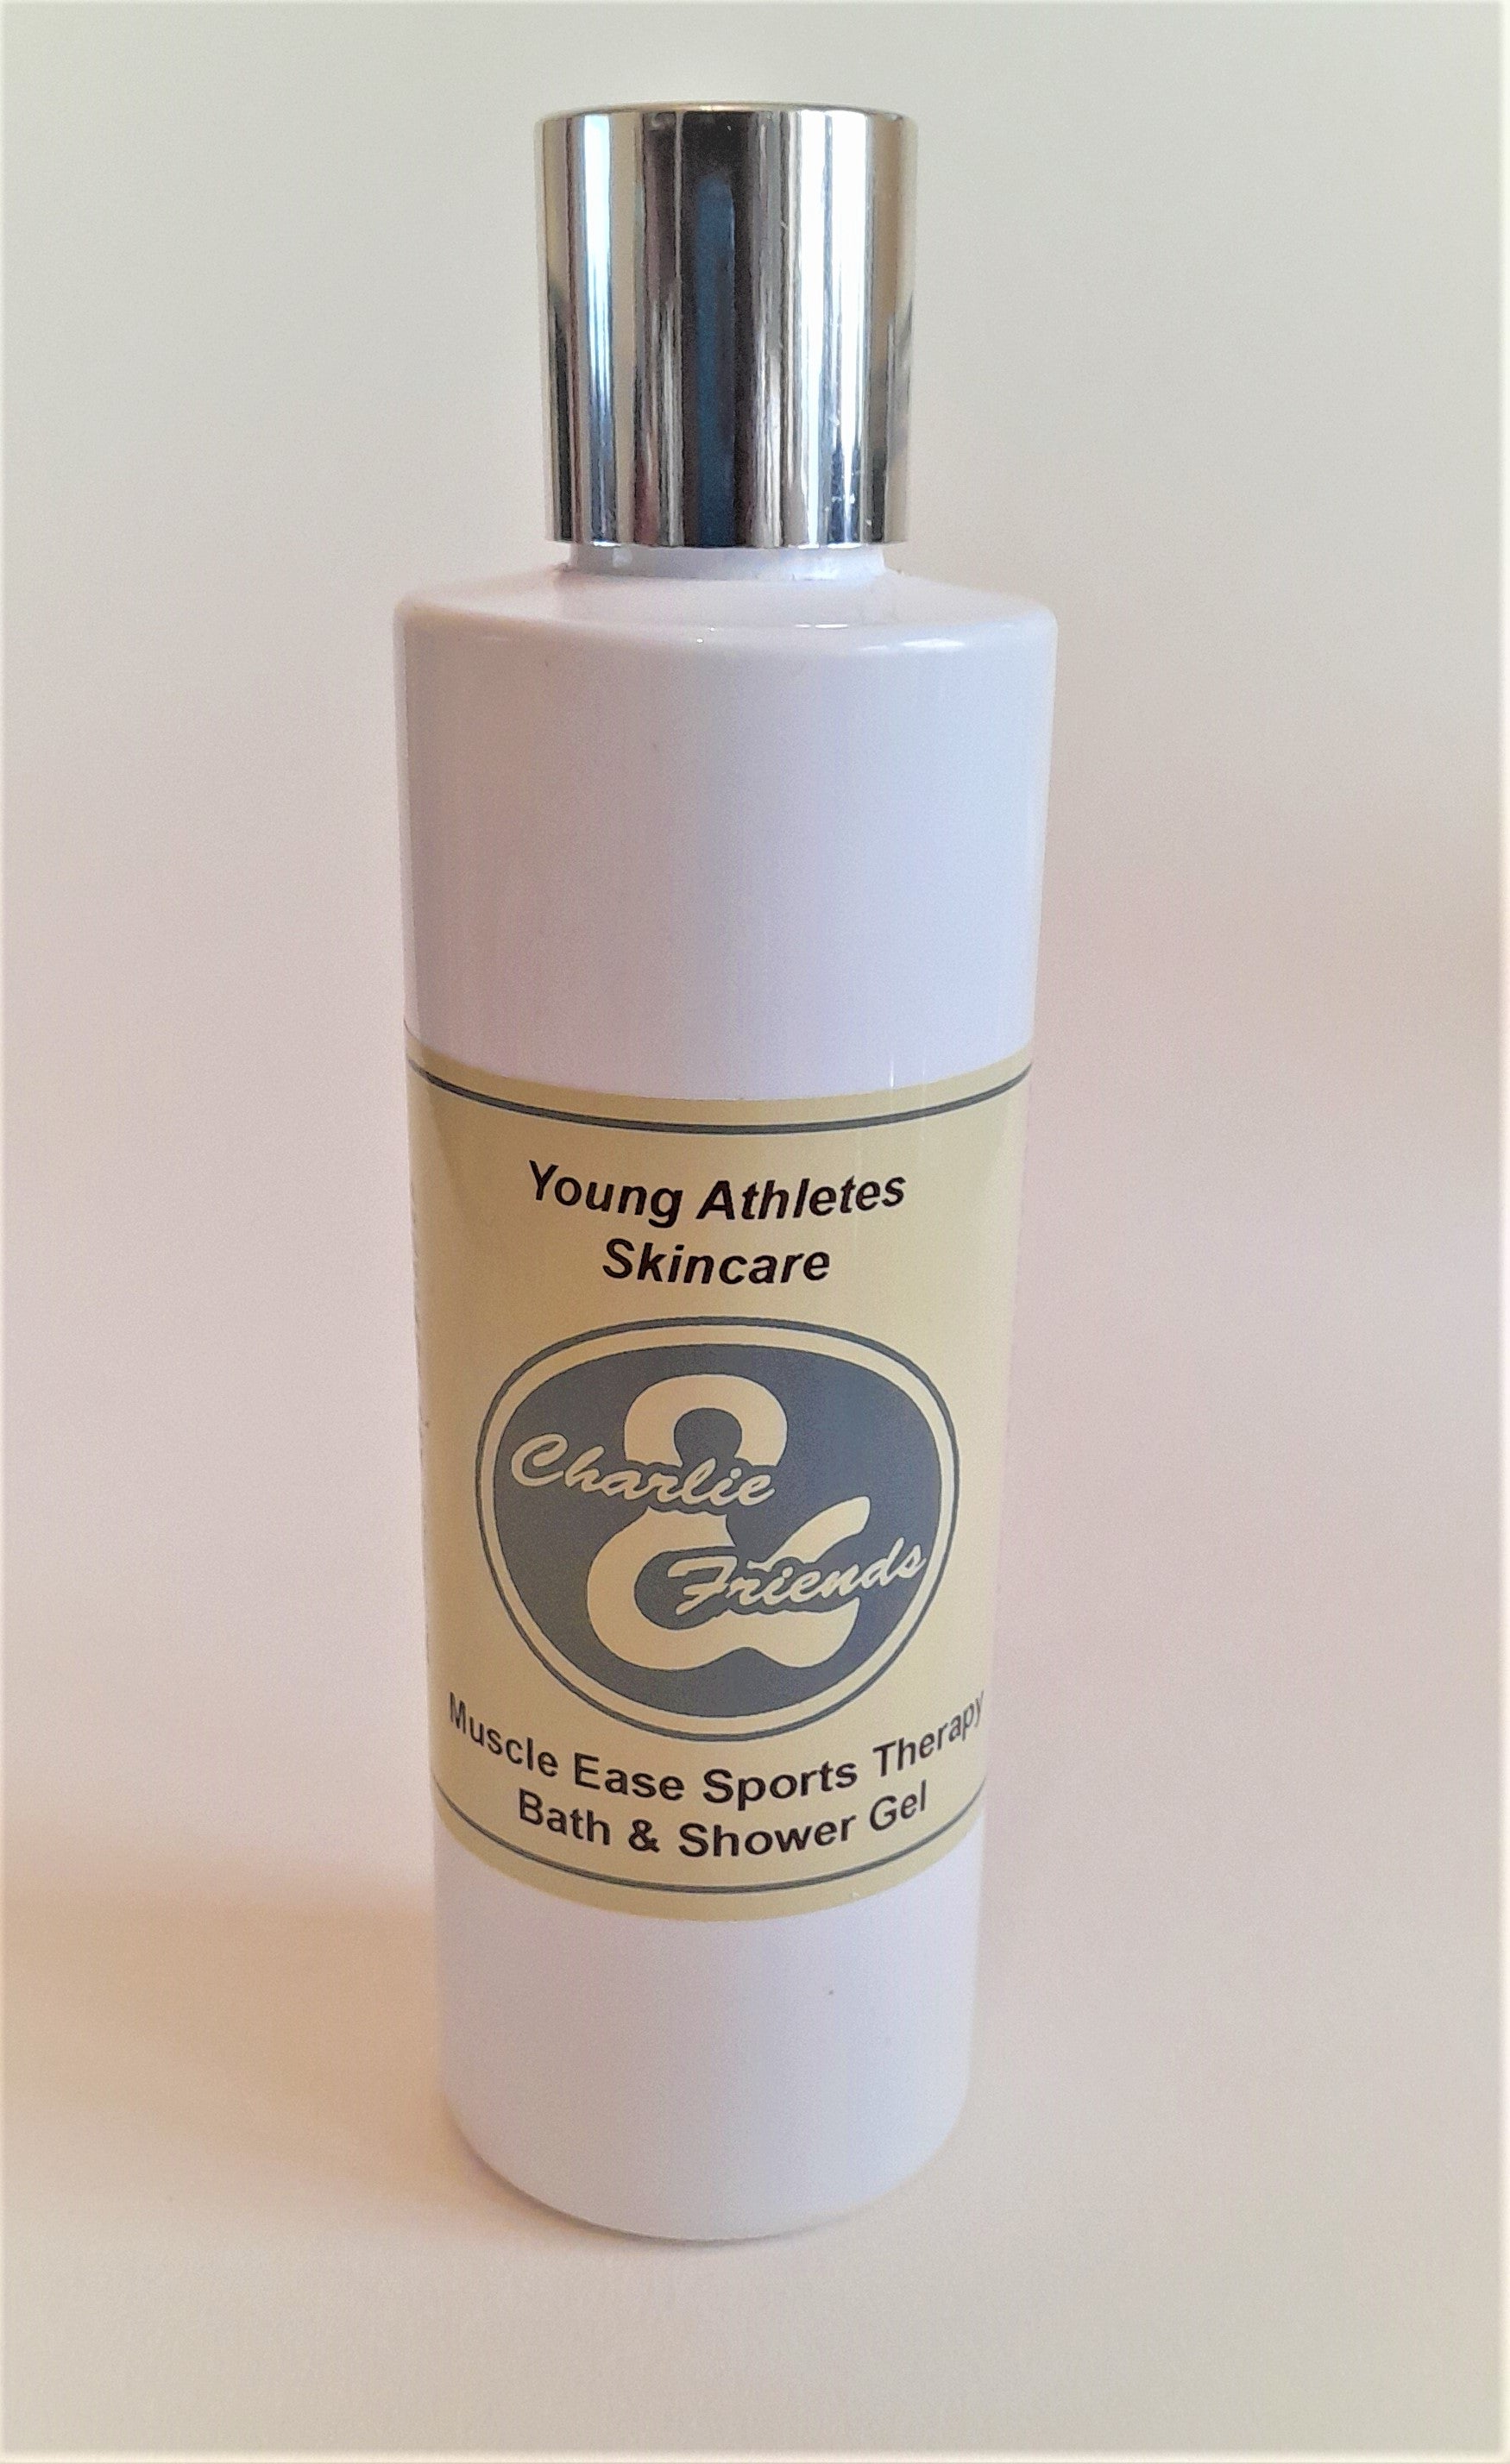 Young Athletes
Skincare
Charlie
&
Friends
Muscle Ease Sports Therapy
Bath & Shower Gel